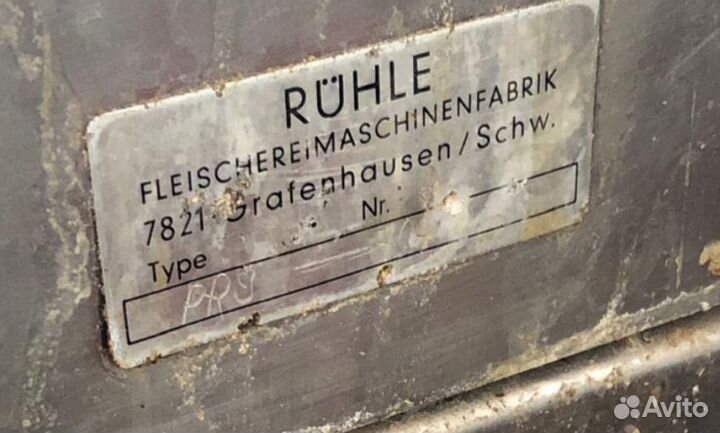 RÜHLE
FLEISCHEREIMASCHINENFABRIK
7821 Grafenhausen/Schw.
Type Nr.
Avito